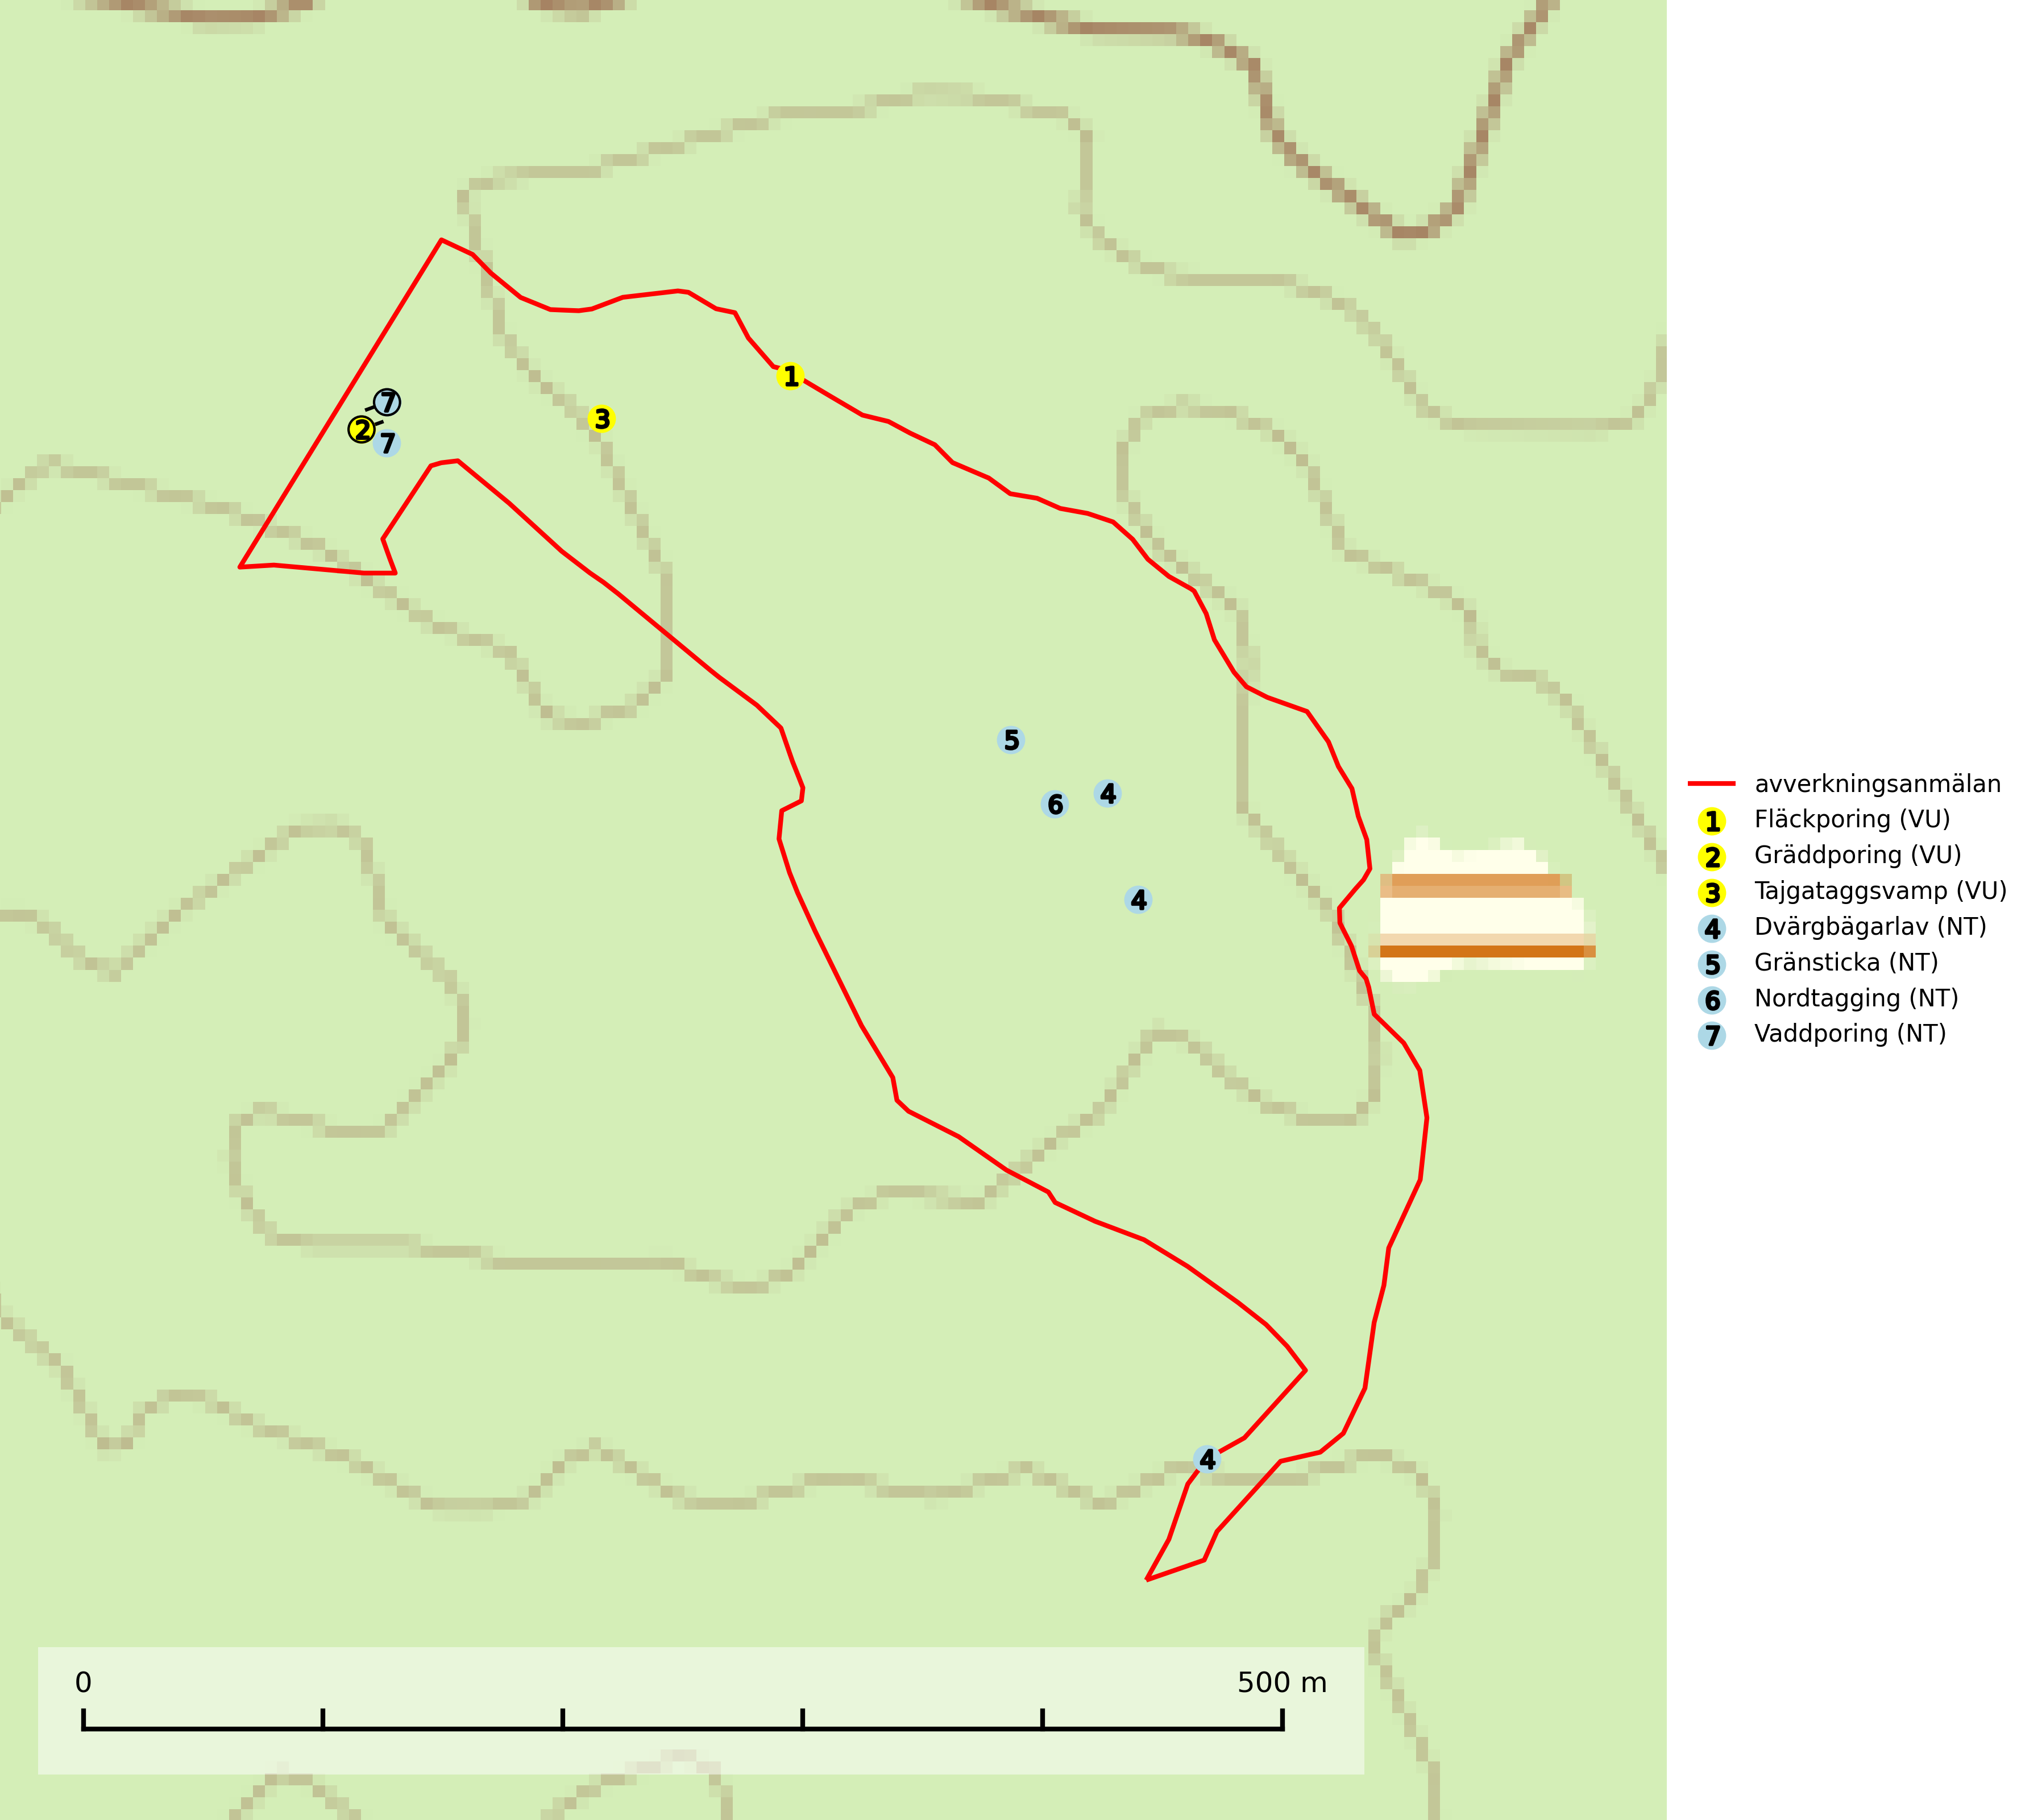 1
7
3
2
7
5
4
6
4
4
0 500 m
avverkningsanmälan
1 Fläckporing (VU)
2 Gräddporing (VU)
3 Tajgataggsvamp (VU)
4 Dvärgbägarlav (NT)
5 Gränsticka (NT)
6 Nordtagging (NT)
7 Vaddporing (NT)